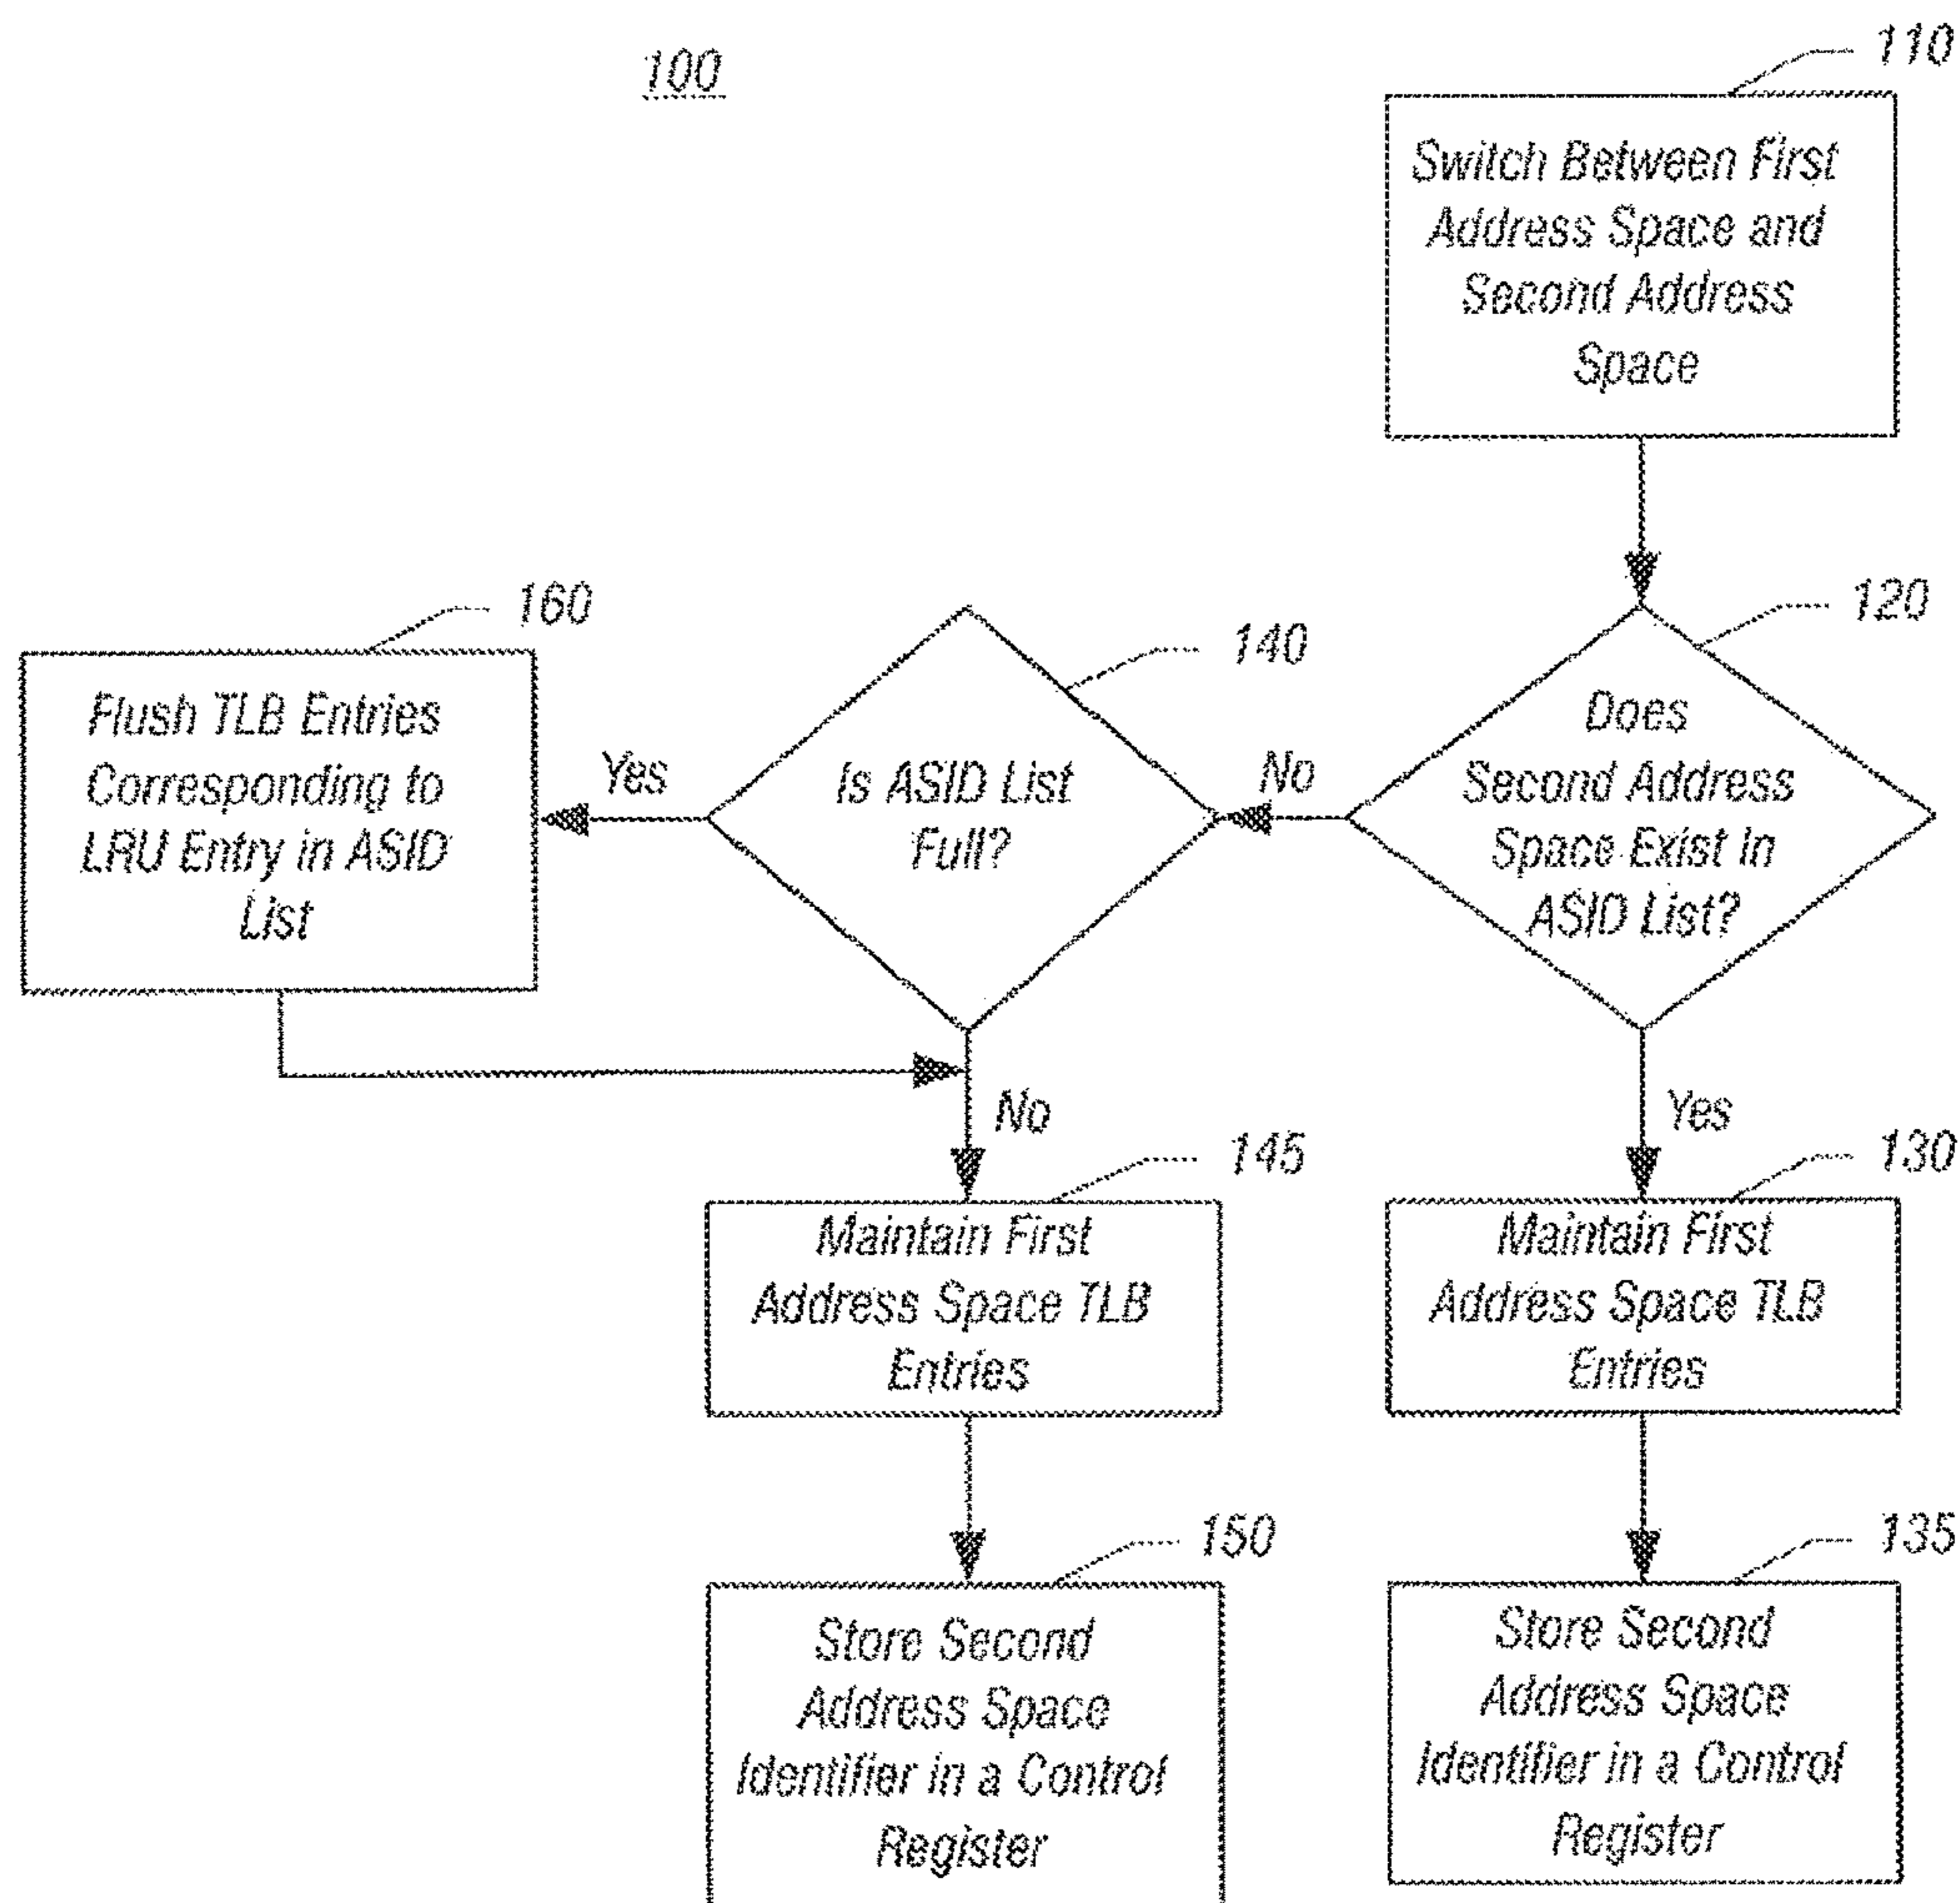 100
110
Switch Between First
Address Space and
Second Address
Space
120
Does
Second Address
Space Exist in
ASID List?
No
140
Is ASID List
Full?
Yes
160
Flush TLB Entries
Corresponding to
LRU Entry in ASID
List
No
145
Maintain First
Address Space TLB
Entries
150
Store Second
Address Space
Identifier in a Control
Register
Yes
130
Maintain First
Address Space TLB
Entries
135
Store Second
Address Space
Identifier in a Control
Register